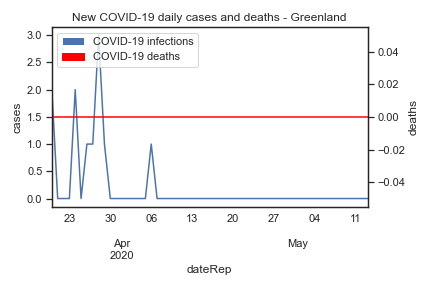 New COVID-19 daily cases and deaths - Greenland
COVID-19 infections
COVID-19 deaths
3.0
2.5
2.0
1.5
1.0
0.5
0.0
cases
0.04
0.02
0.00
−0.02
−0.04
deaths
23 30 06 13 20 27 04 11
Apr May
2020
dateRep